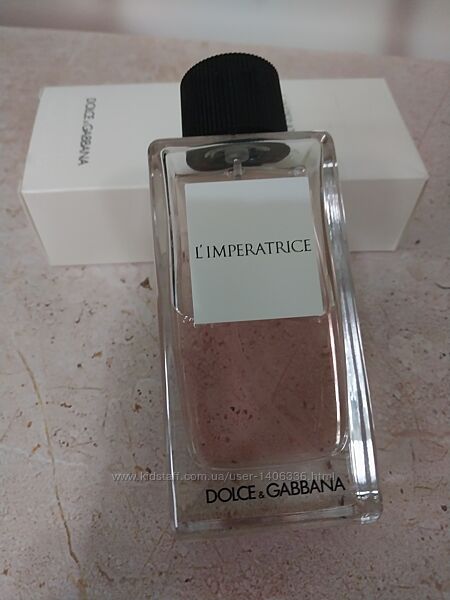 DOLCE & GABBANA
L'IMPERATRICE
www.kidstaff.com.ua/user-1406336.html
DOLCE & GABBANA